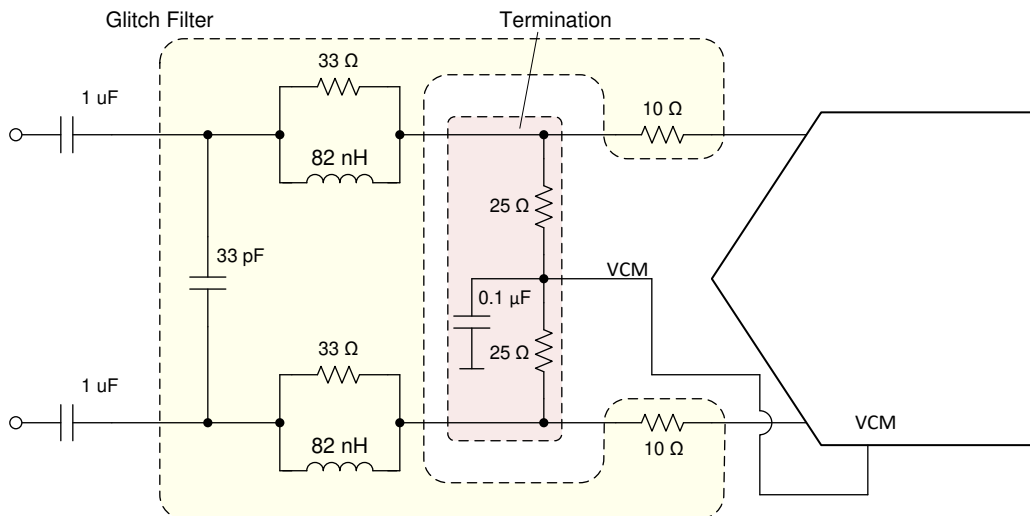 Glitch Filter
Termination
33 Ω
1 uF
10 Ω
82 nH
25 Ω
33 pF
VCM
0.1 µF
33 Ω
25 Ω
1 uF
82 nH
10 Ω
VCM